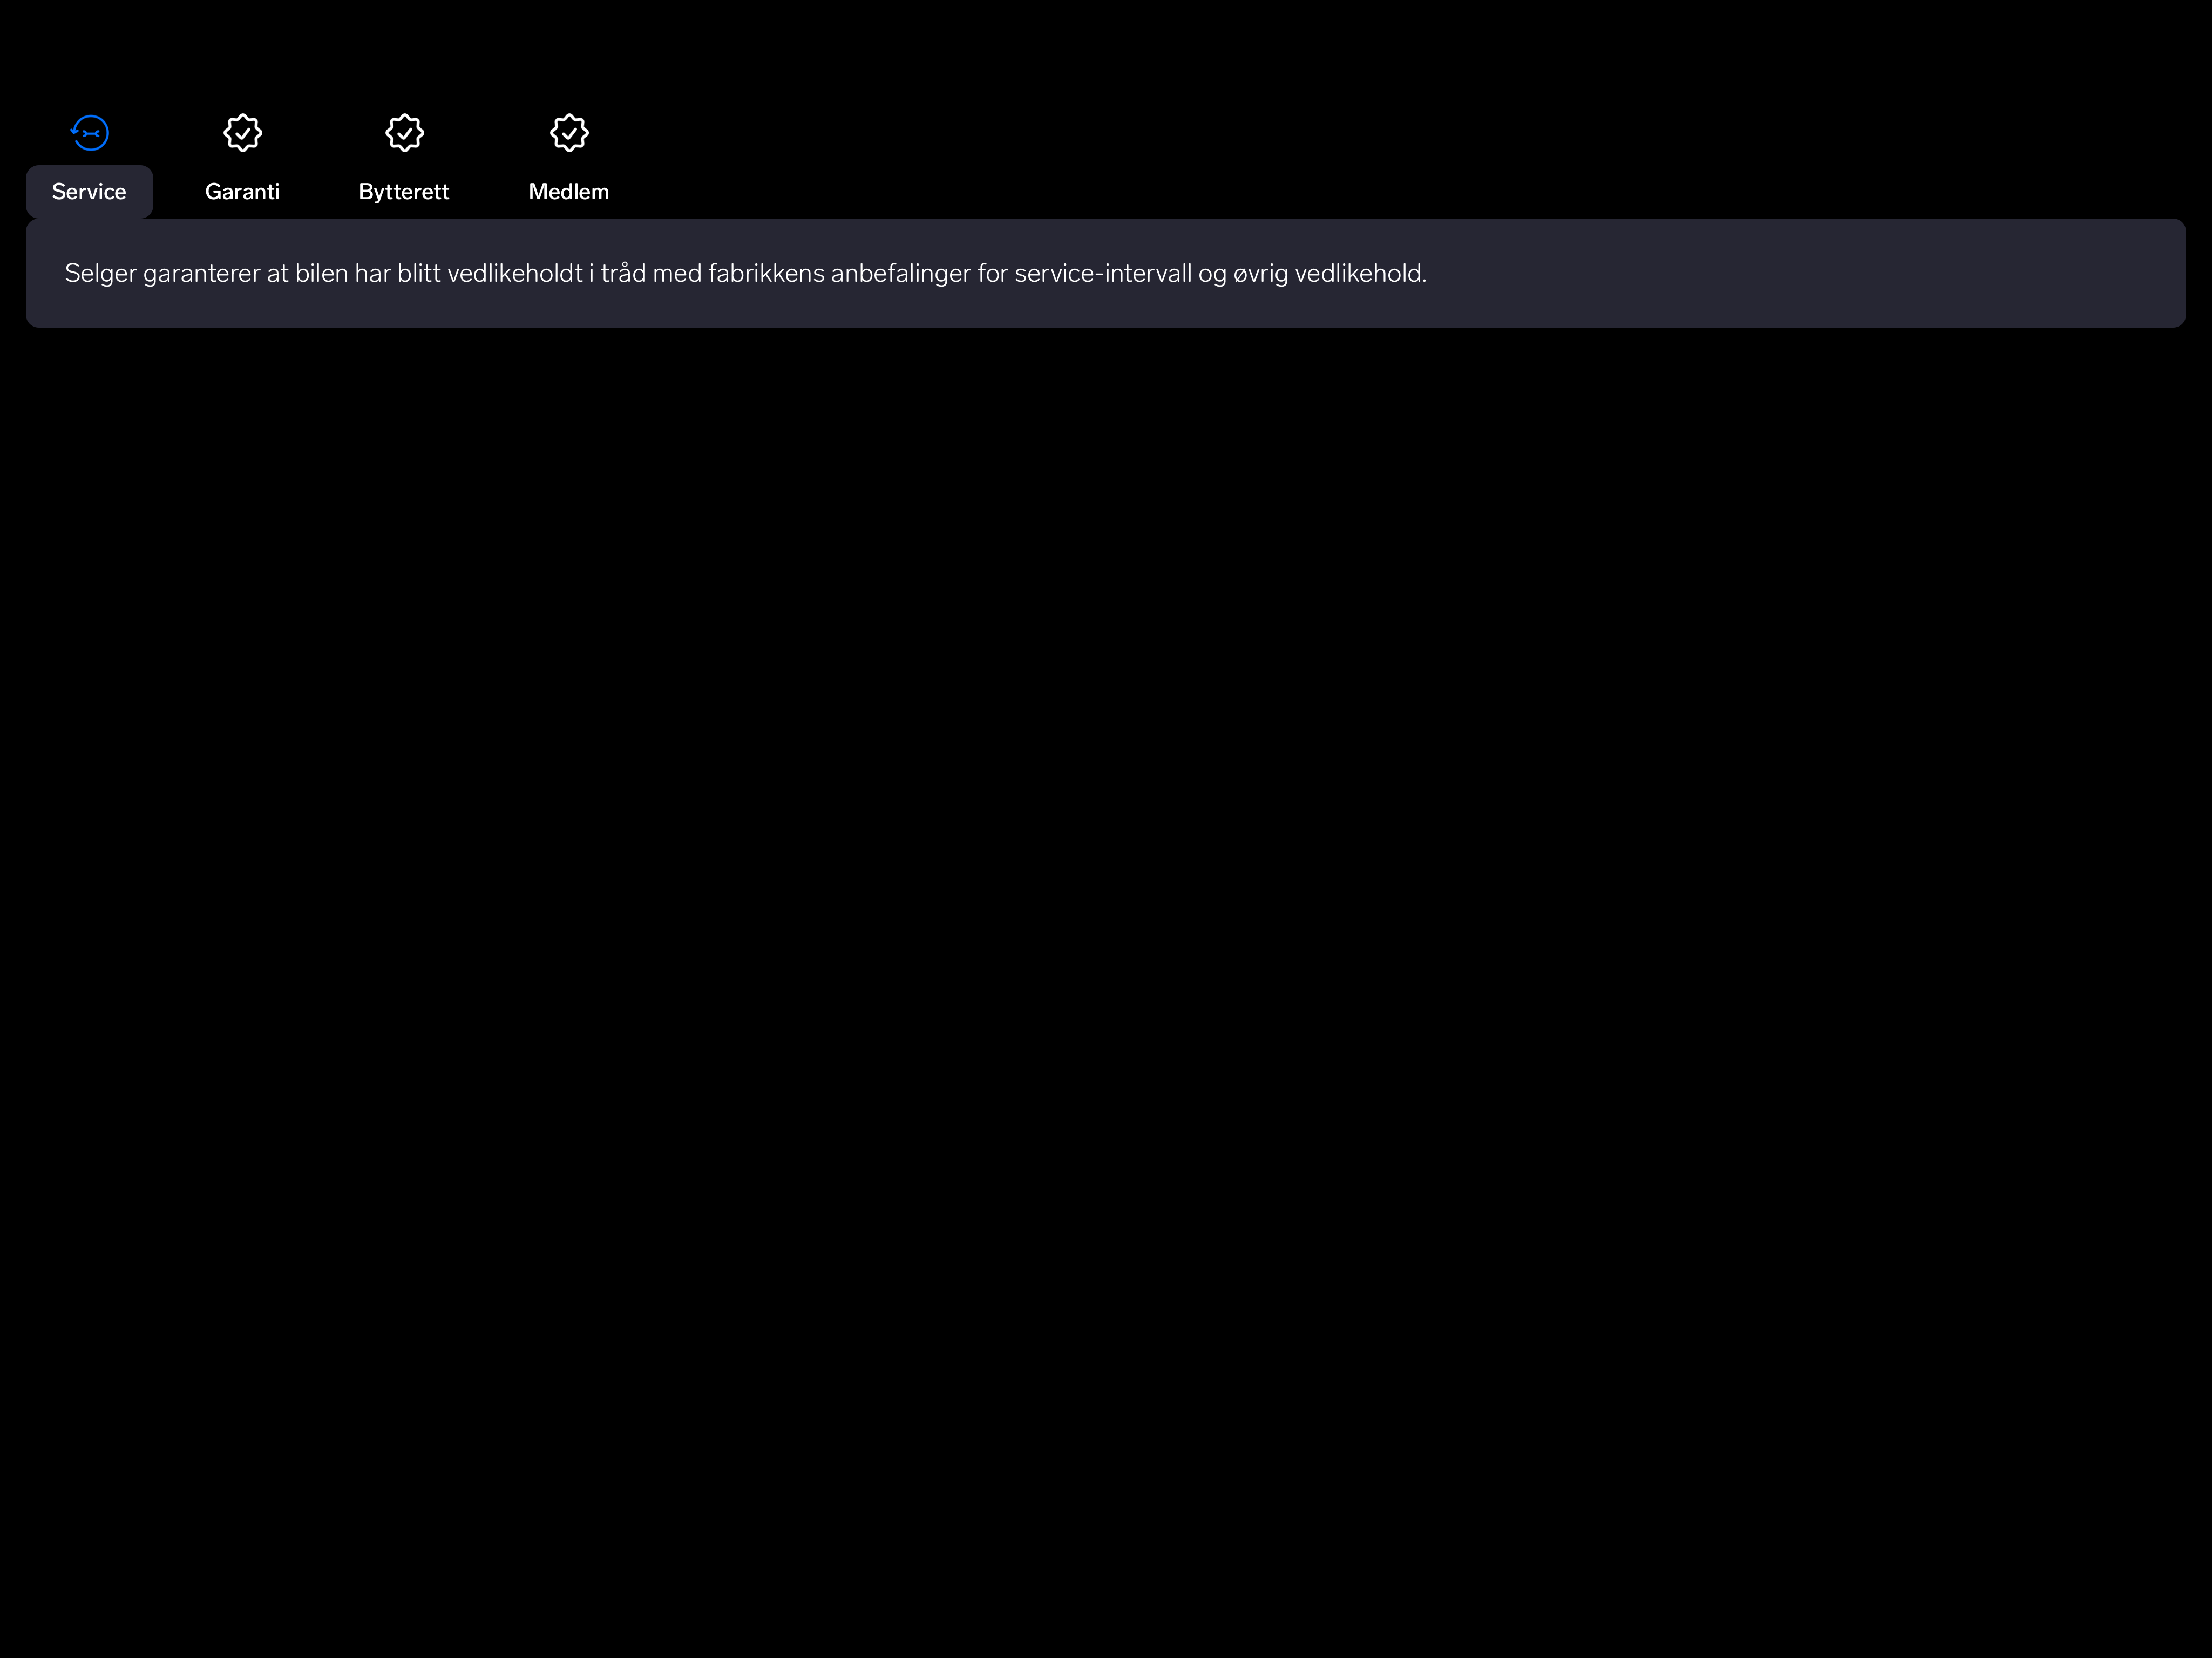 Service
Garanti
Bytterett
Medlem
Selger garanterer at bilen har blitt vedlikeholdt i tråd med fabrikkens anbefalinger for service-intervall og øvrig vedlikehold.